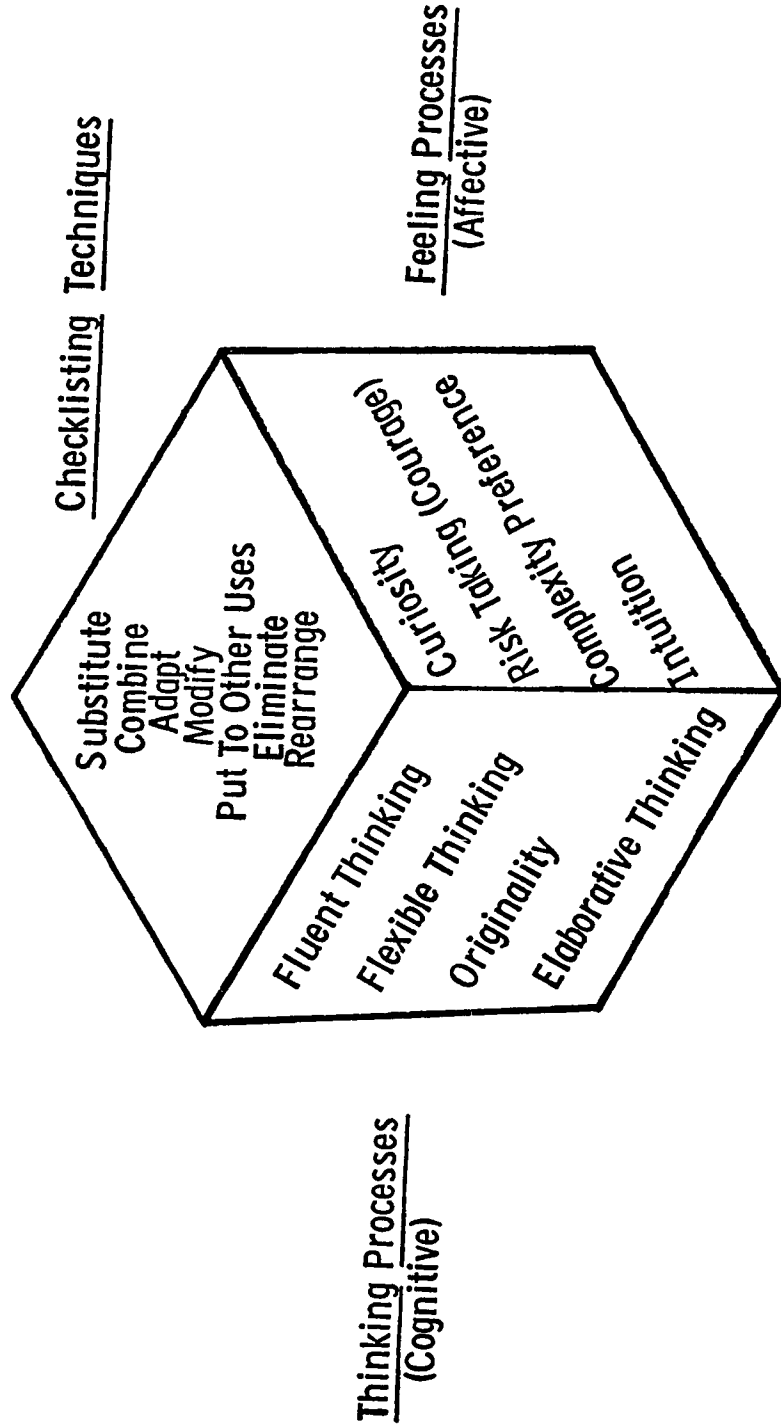 Checklisting Techniques
Substitute
Combine
Adapt
Modify
Put To Other Uses
Eliminate
Rearrange
Thinking Processes
(Cognitive)
Fluent Thinking
Flexible Thinking
Originality
Elaborative Thinking
Curiosity
Risk Taking (Courage)
Complexity Preference
Intuition
Feeling Processes
(Affective)